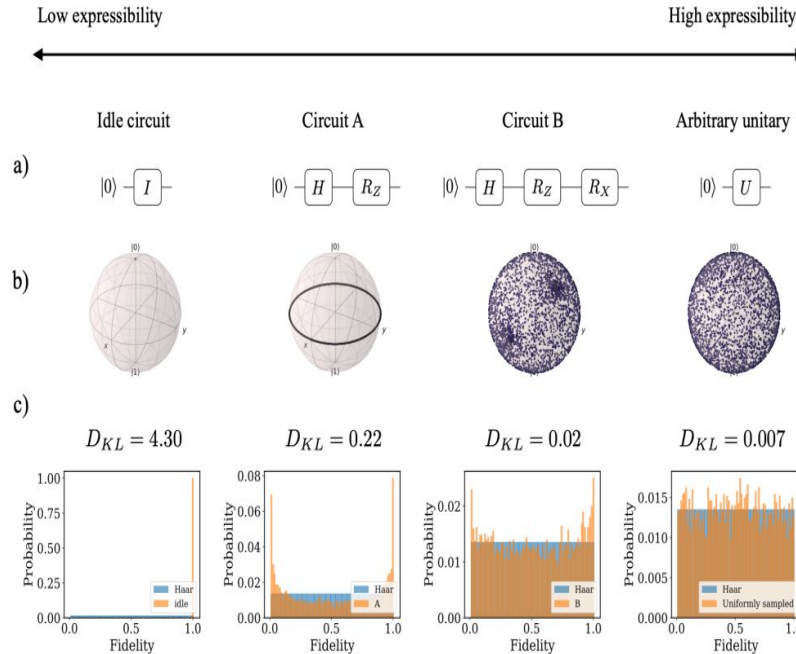 Low expressibility High expressibility
Idle circuit Circuit A Circuit B Arbitrary unitary
a)
|0⟩ I |0⟩ H R_Z |0⟩ H R_Z R_X |0⟩ U
b)
|0⟩ |0⟩ |0⟩ |0⟩
x y x y y y
|1⟩ |1⟩
c)
D_KL = 4.30 D_KL = 0.22 D_KL = 0.02 D_KL = 0.007
Probability
1.00
0.75
0.50
0.25
0.00
Haar
idle
0.0 0.5 1.0
Fidelity
Probability
0.08
0.06
0.04
0.02
0.00
Haar
A
0.0 0.5 1.0
Fidelity
Probability
0.02
0.01
0.00
Haar
B
0.0 0.5 1.0
Fidelity
Probability
0.015
0.010
0.005
0.000
Haar
Uniformly sampled
0.0 0.5 1.0
Fidelity